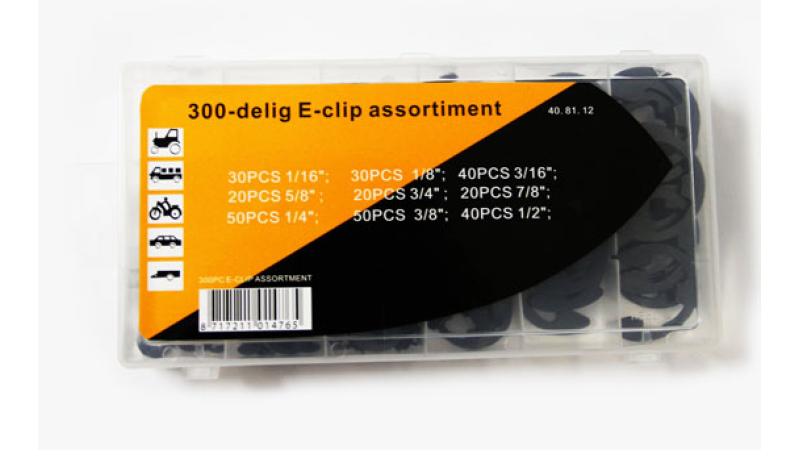 300-delig E-clip assortiment
40. 81. 12
30PCS 1/16"; 30PCS 1/8"; 40PCS 3/16";
20PCS 5/8" ; 20PCS 3/4" ; 20PCS 7/8";
50PCS 1/4"; 50PCS 3/8"; 40PCS 1/2";
300PC E-CLIP ASSORTMENT
8 717211 014765